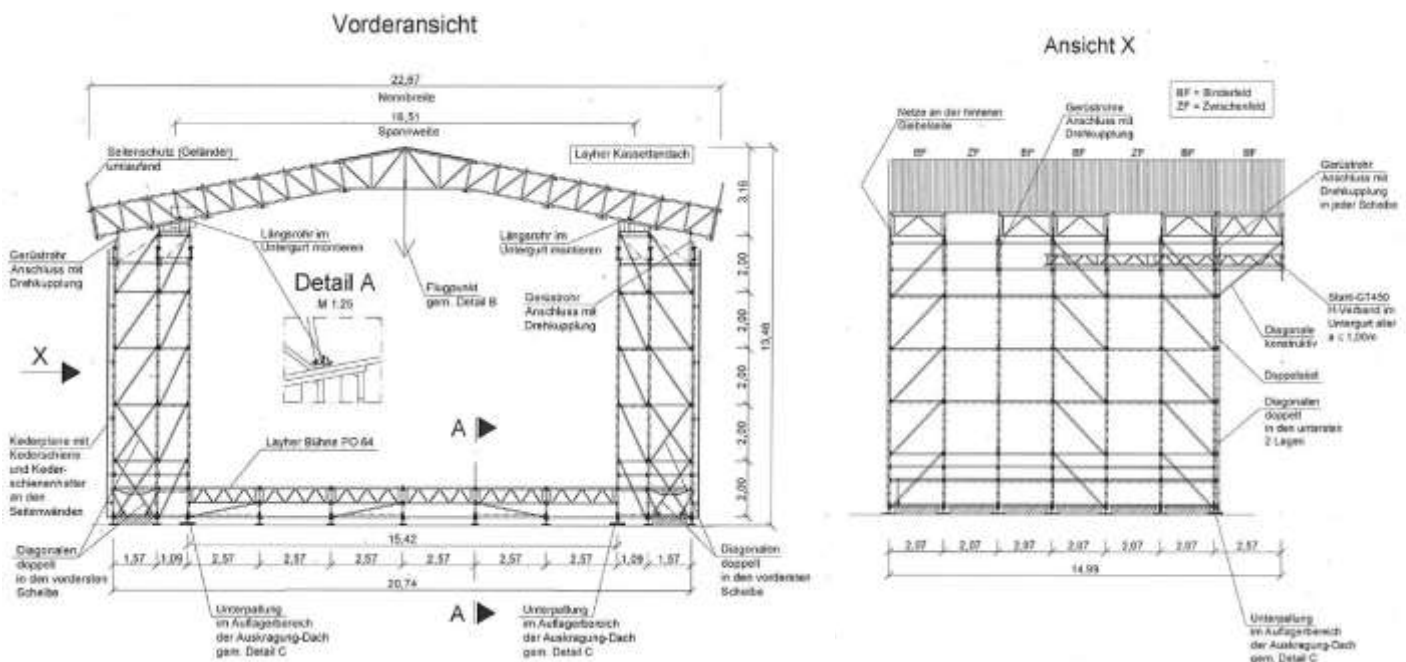 Vorderansicht
22,67
Nennbreite
16,51
Spannweite
Seitenschutz (Geländer)
umlaufend
Layher Kassettendach
3,16
Gerüstrohr
Anschluss mit
Drehkupplung
Längsrohr im
Untergurt montieren
Detail A
M 1:25
Flugpunkt
gem. Detail B
Längsrohr im
Untergurt montieren
Gerüstrohr
Anschluss mit
Drehkupplung
2,00
2,00
2,00
2,00
2,00
13,46
X
Kederplane mit
Kederschiene
und Keder-
schienenhalter
an den
Seitenwänden
Layher Bühne PO 64
A
Diagonalen
doppelt
in den vordersten
Scheibe
15,42
1,57
1,09
2,57
2,57
2,57
2,57
2,57
2,57
1,09
1,57
20,74
Diagonalen
doppelt
in den vordersten
Scheibe
Unterpallung
im Auflagerbereich
der Auskragung-Dach
gem. Detail C
A
Unterpallung
im Auflagerbereich
der Auskragung-Dach
gem. Detail C
Ansicht X
BF = Binderfeld
ZF = Zwischenfeld
Netze an der hinteren
Giebelseite
Gerüstrohre
Anschluss mit
Drehkupplung
BF
ZF
BF
BF
ZF
BF
BF
Gerüstrohr
Anschluss mit
Drehkupplung
in jeder Scheibe
H-Verband im
Untergurt aller
a ≤ 1,00m
Diagonale
konstruktiv
Doppelstiel
Diagonalen
doppelt
in den untersten
2 Lagen
2,07
2,07
2,07
2,07
2,07
2,07
2,57
14,99
Unterpallung
im Auflagerbereich
der Auskragung-Dach
gem. Detail C